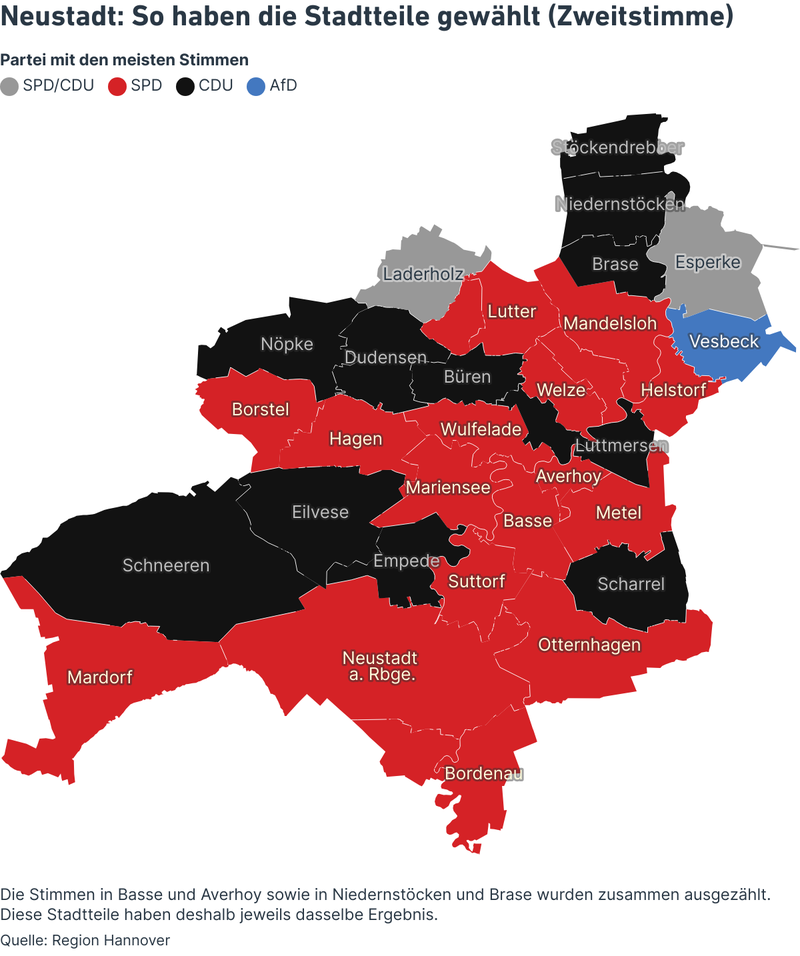 Neustadt: So haben die Stadtteile gewählt (Zweitstimme)
Partei mit den meisten Stimmen
SPD/CDU SPD CDU AfD
Stöckendrebber
Niedernstöcken
Brase
Esperke
Laderholz
Lutter
Mandelsloh
Vesbeck
Nöpke
Dudensen
Büren
Welze
Helstorf
Borstel
Hagen
Wulfelade
Luttmersen
Averhoy
Mariensee
Eilvese
Basse
Metel
Schneeren
Empede
Suttorf
Scharrel
Otternhagen
Neustadt
a. Rbge.
Mardorf
Bordenau
Die Stimmen in Basse und Averhoy sowie in Niedernstöcken und Brase wurden zusammen ausgezählt.
Diese Stadtteile haben deshalb jeweils dasselbe Ergebnis.
Quelle: Region Hannover